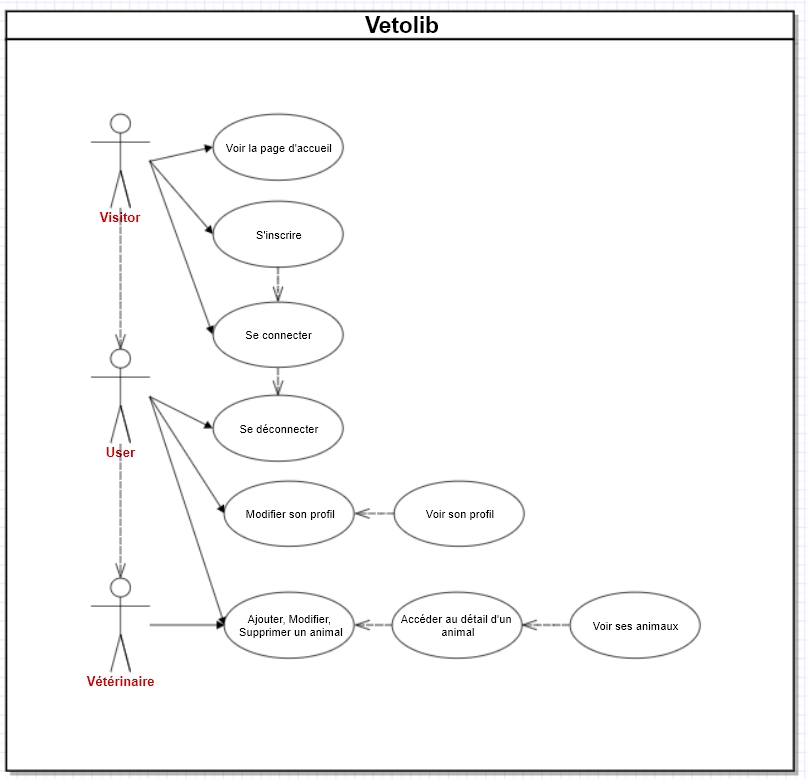 Vetolib
Voir la page d'accueil
Visitor
S'inscrire
Se connecter
User
Se déconnecter
Modifier son profil
Voir son profil
Ajouter, Modifier,
Supprimer un animal
Accéder au détail d'un
animal
Voir ses animaux
Vétérinaire